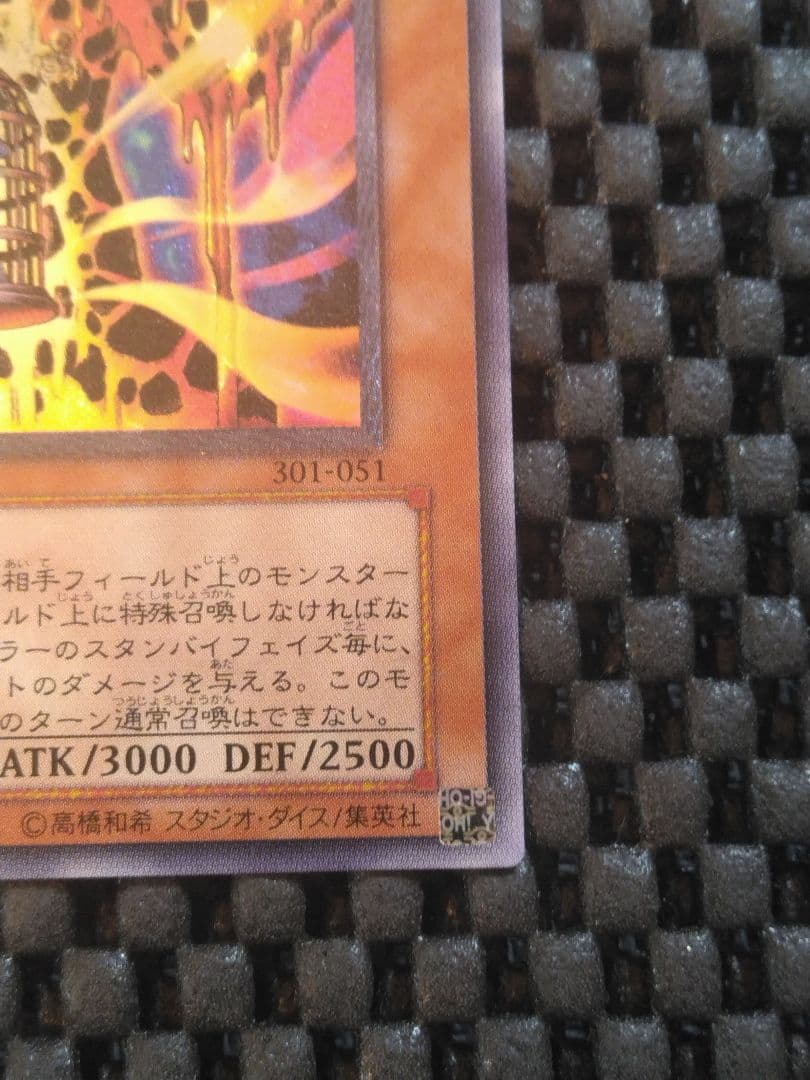 301-051
相手フィールド上のモンスター
ルド上に特殊召喚しなければな
ラーのスタンバイフェイズ毎に、
トのダメージを与える。このモ
のターン通常召喚はできない。
ATK/3000 DEF/2500
©高橋和希 スタジオ・ダイス/集英社